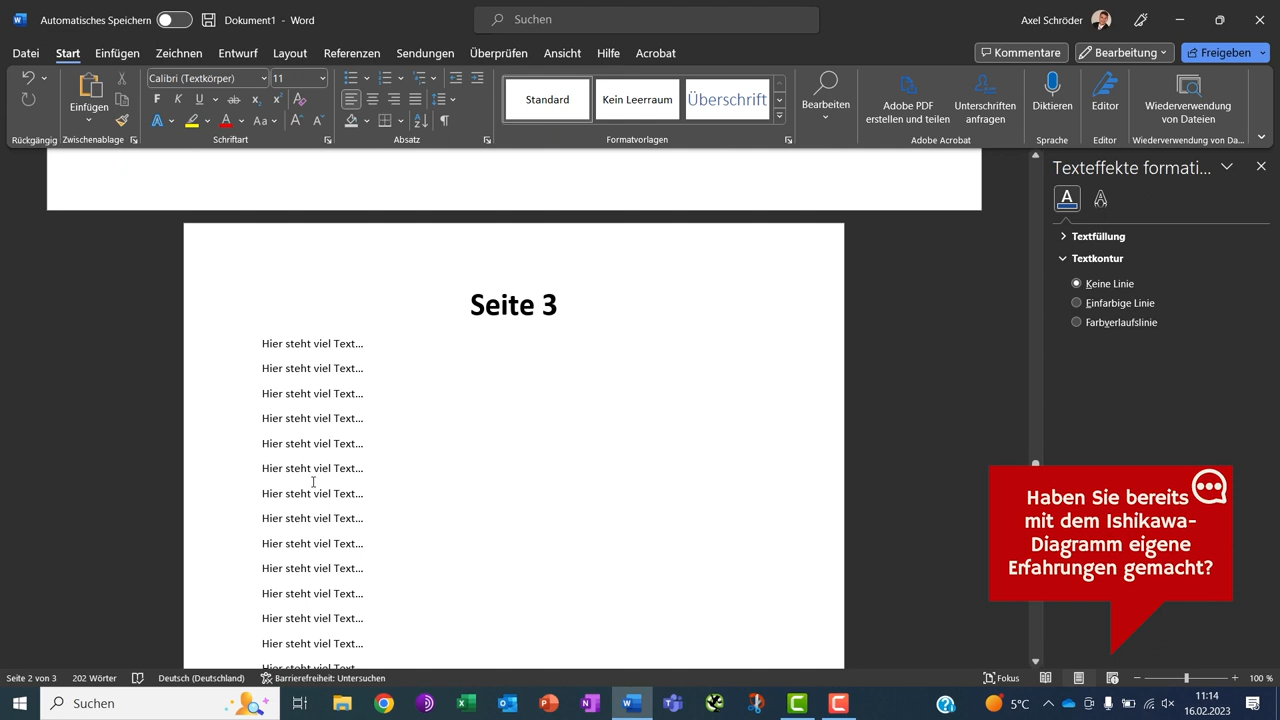 Automatisches Speichern
Dokument1 - Word
Suchen
Axel Schröder
Datei
Start
Einfügen
Zeichnen
Entwurf
Layout
Referenzen
Sendungen
Überprüfen
Ansicht
Hilfe
Acrobat
Kommentare
Bearbeitung
Freigeben
Einfügen
Calibri (Textkörper)
11
F
K
U
ab
Standard
Kein Leerraum
Überschrift
Bearbeiten
Adobe PDF
erstellen und teilen
Unterschriften
anfragen
Diktieren
Editor
Wiederverwendung
von Dateien
Rückgängig
Zwischenablage
Schriftart
Absatz
Formatvorlagen
Adobe Acrobat
Sprache
Editor
Wiederverwendung von Da...
Texteffekte formati...
Textfüllung
Textkontur
Keine Linie
Einfarbige Linie
Farbverlaufslinie
Seite 3
Hier steht viel Text...
Hier steht viel Text...
Hier steht viel Text...
Hier steht viel Text...
Hier steht viel Text...
Hier steht viel Text...
Hier steht viel Text...
Hier steht viel Text...
Hier steht viel Text...
Hier steht viel Text...
Hier steht viel Text...
Hier steht viel Text...
Hier steht viel Text...
Hier steht viel Text
Haben Sie bereits
mit dem Ishikawa-
Diagramm eigene
Erfahrungen gemacht?
Seite 2 von 3
202 Wörter
Deutsch (Deutschland)
Barrierefreiheit: Untersuchen
Fokus
100 %
Suchen
5°C
11:14
16.02.2023